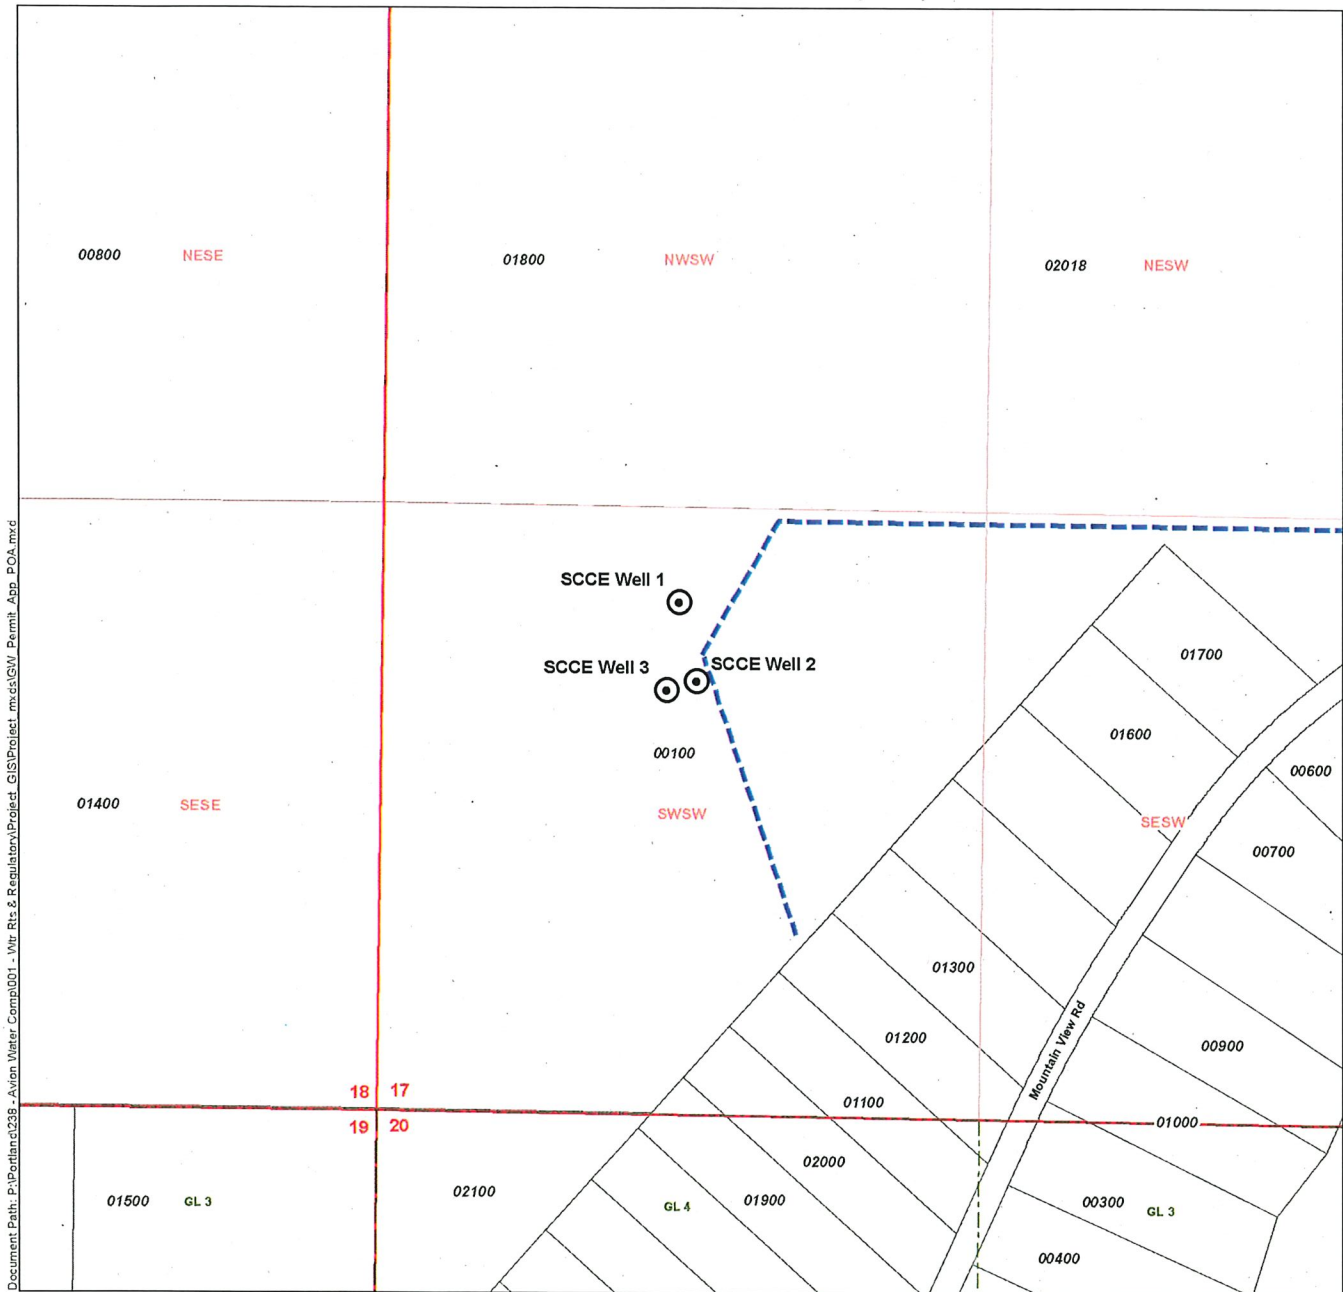 00800 NESE 01800 NWSW 02018 NESW
SCCE Well 1
SCCE Well 3
SCCE Well 2
01700
01600
00600
00100
01400 SESE
SWSW
SESW
00700
01300
01200
Mountain View Rd
00900
18 17
01100
01000
19 20
02000
01500 GL 3
02100
GL 4
01900
00300
GL 3
00400
Document Path: P:\Portland\238 - Avion Water Comp\001 - Wtr Rts & Regulatory\Project_GIS\Project_mxds\GW_Permit_App_POA.mxd